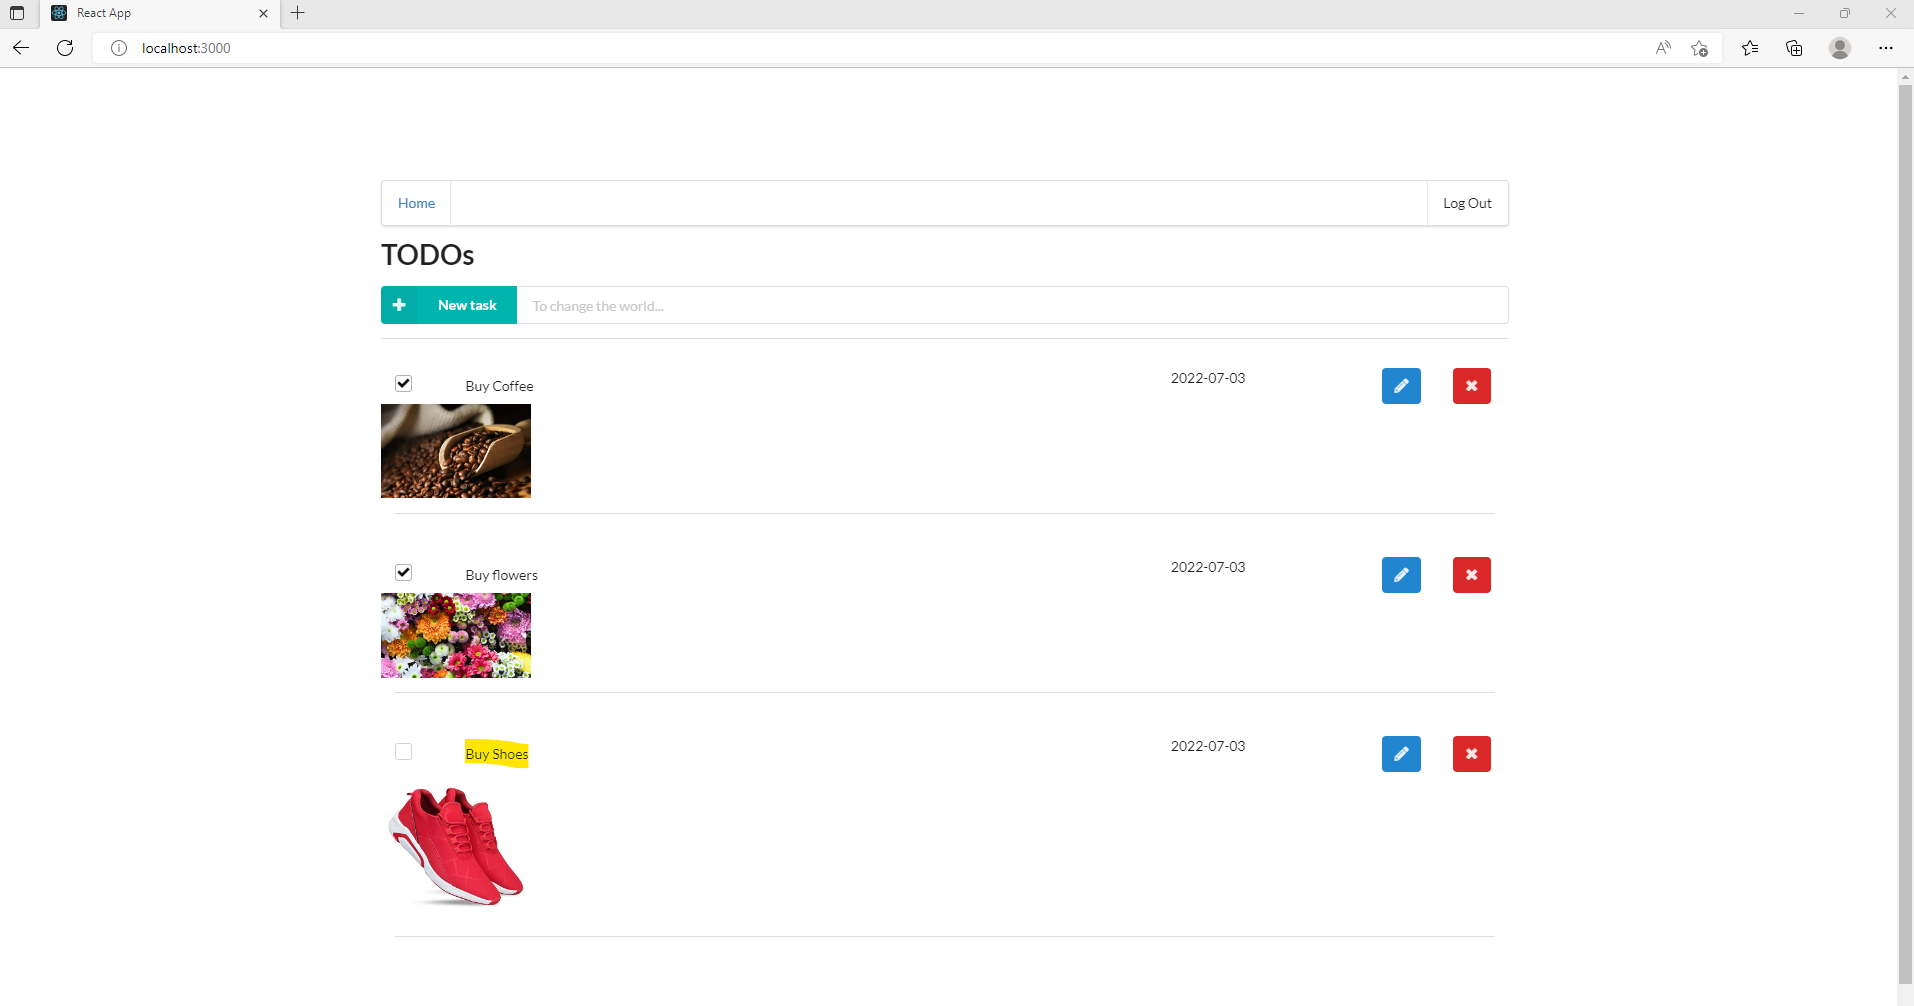 React App
localhost:3000
Home
Log Out
TODOs
New task
To change the world...
Buy Coffee
2022-07-03
Buy flowers
2022-07-03
Buy Shoes
2022-07-03